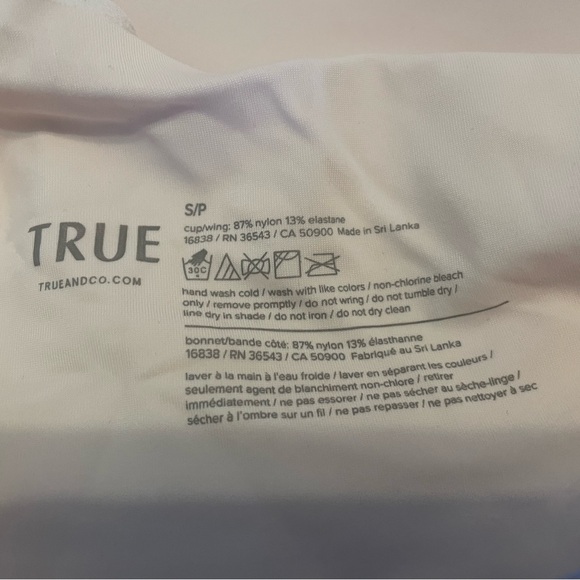 TRUE
TRUEANDCO.COM
S/P
cup/wing: 87% nylon 13% elastane
16838 / RN 36543 / CA 50900 Made in Sri Lanka
30C
hand wash cold / wash with like colors / non-chlorine bleach
only / remove promptly / do not wring / do not tumble dry /
line dry in shade / do not iron / do not dry clean
bonnet/bande côté: 87% nylon 13% élasthanne
16838 / RN 36543 / CA 50900 Fabriqué au Sri Lanka
laver à la main à l'eau froide / laver en séparant les couleurs /
seulement agent de blanchiment non-chlore / retirer
immédiatement / ne pas essorer / ne pas sécher au sèche-linge /
sécher à l'ombre sur un fil / ne pas repasser / ne pas nettoyer à sec